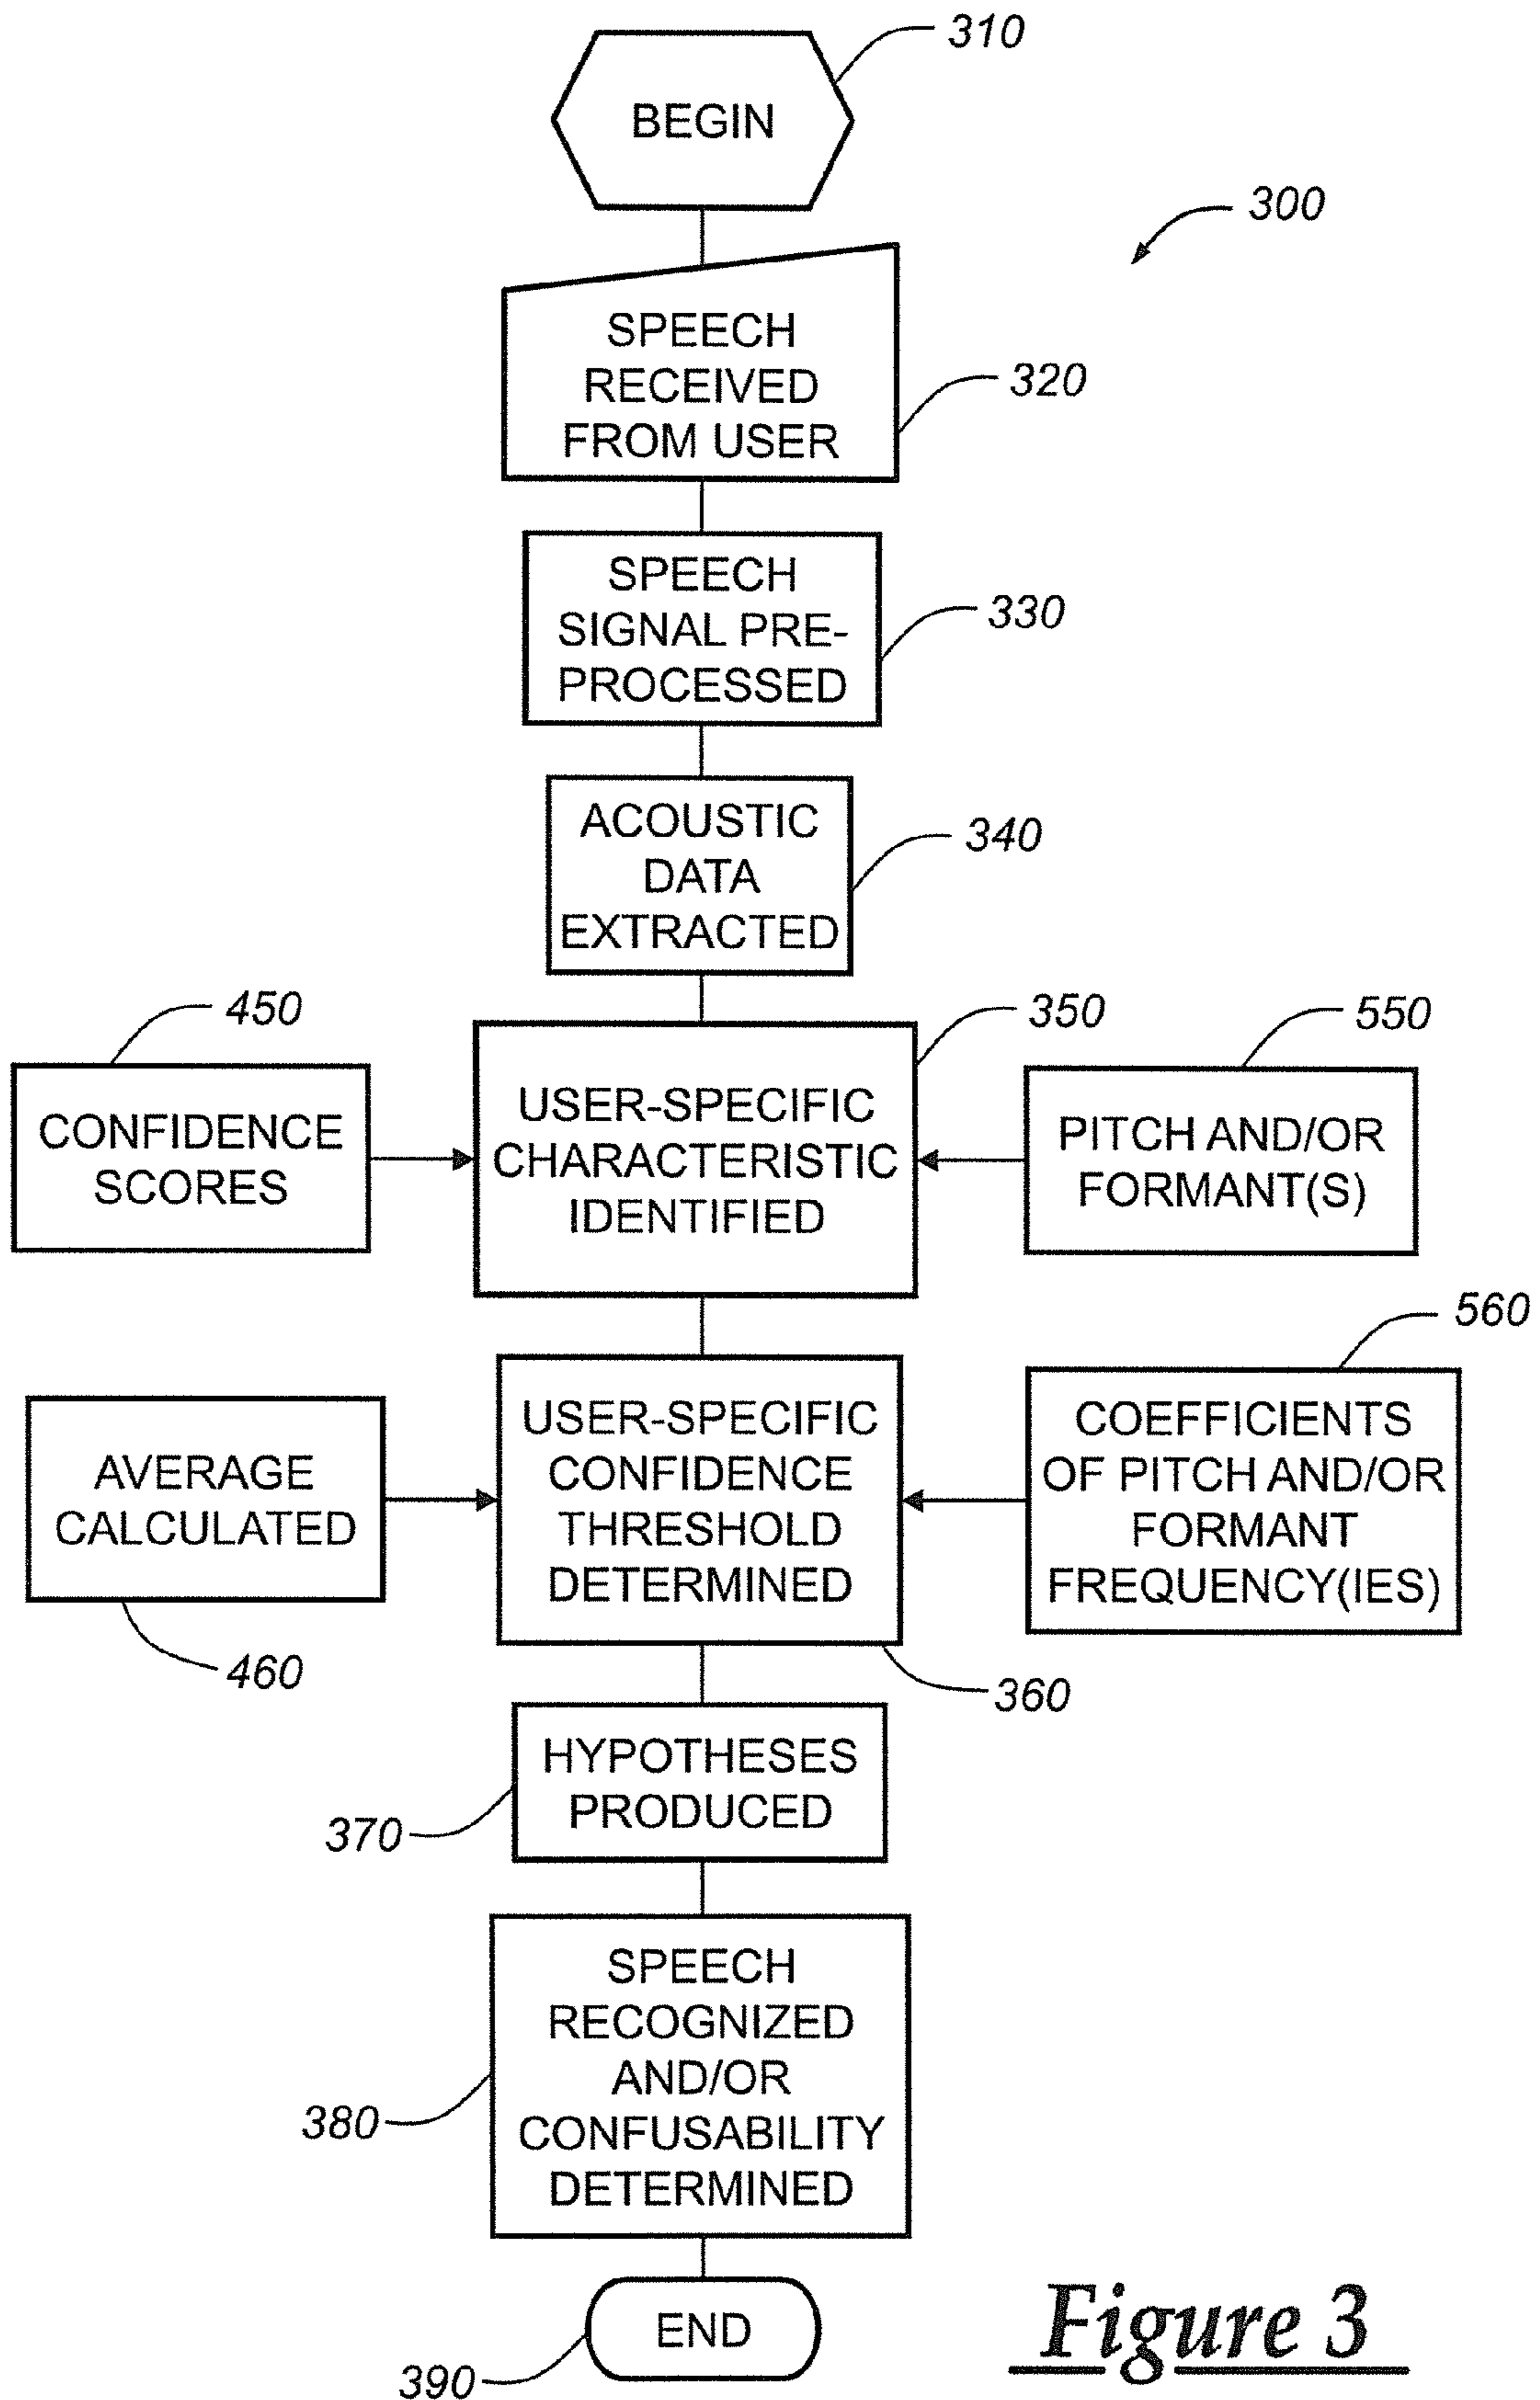 310
BEGIN
300
SPEECH
RECEIVED
FROM USER
320
SPEECH
SIGNAL PRE-
PROCESSED
330
ACOUSTIC
DATA
EXTRACTED
340
450
CONFIDENCE
SCORES
350
USER-SPECIFIC
CHARACTERISTIC
IDENTIFIED
550
PITCH AND/OR
FORMANT(S)
AVERAGE
CALCULATED
460
USER-SPECIFIC
CONFIDENCE
THRESHOLD
DETERMINED
360
560
COEFFICIENTS
OF PITCH AND/OR
FORMANT
FREQUENCY(IES)
HYPOTHESES
PRODUCED
370
SPEECH
RECOGNIZED
AND/OR
CONFUSABILITY
DETERMINED
380
END
390
Figure 3